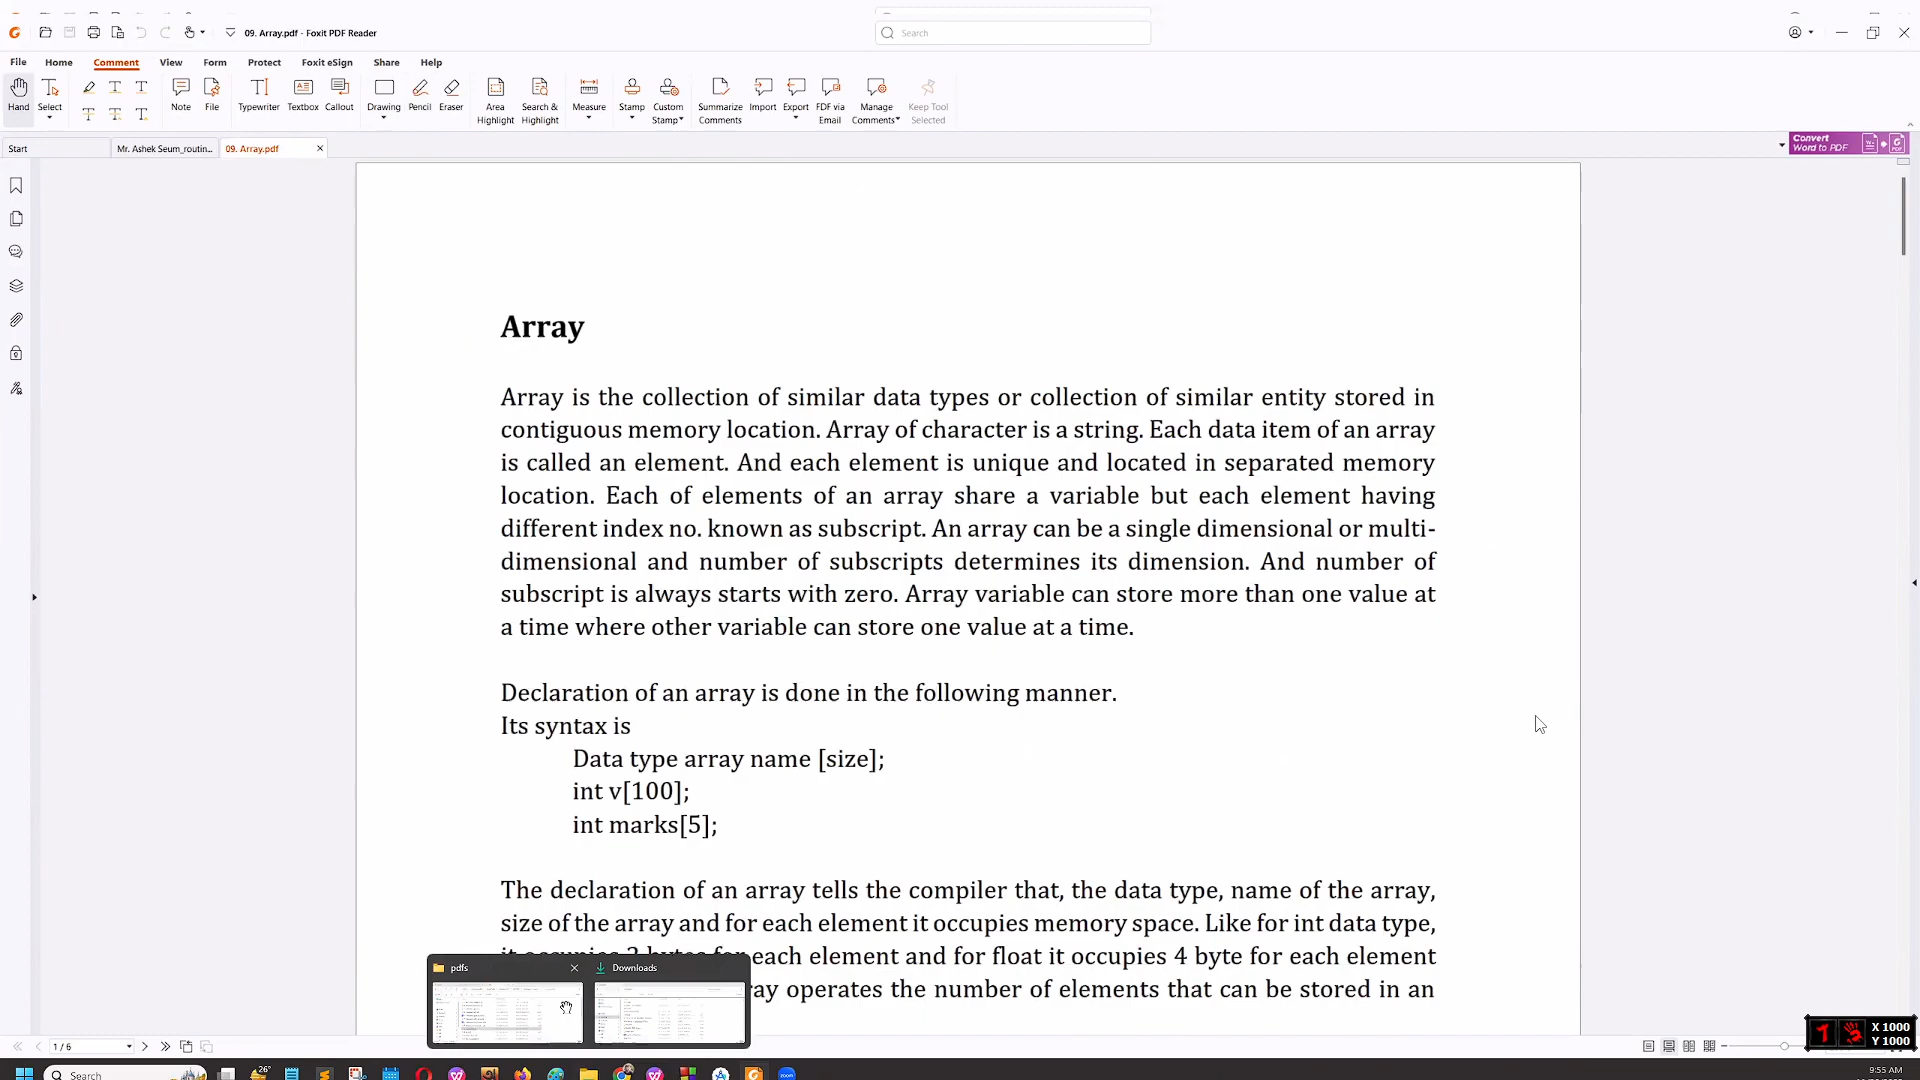 09. Array.pdf - Foxit PDF Reader
Search
File Home Comment View Form Protect Foxit eSign Share Help
Hand Select Note File Typewriter Textbox Callout Drawing Pencil Eraser Area Highlight Search & Highlight Measure Stamp Custom Stamp Summarize Comments Import Export FDF via Email Manage Comments Keep Tool Selected
Start Mr. Ashek Seum_routin... 09. Array.pdf
Convert Word to PDF
Array
Array is the collection of similar data types or collection of similar entity stored in
contiguous memory location. Array of character is a string. Each data item of an array
is called an element. And each element is unique and located in separated memory
location. Each of elements of an array share a variable but each element having
different index no. known as subscript. An array can be a single dimensional or multi-
dimensional and number of subscripts determines its dimension. And number of
subscript is always starts with zero. Array variable can store more than one value at
a time where other variable can store one value at a time.
Declaration of an array is done in the following manner.
Its syntax is
Data type array name [size];
int v[100];
int marks[5];
The declaration of an array tells the compiler that, the data type, name of the array,
size of the array and for each element it occupies memory space. Like for int data type,
each element and for float it occupies 4 byte for each element
operates the number of elements that can be stored in an
pdfs Downloads
1 / 6
X 1000
Y 1000
Search
26°
zoom
9:55 AM